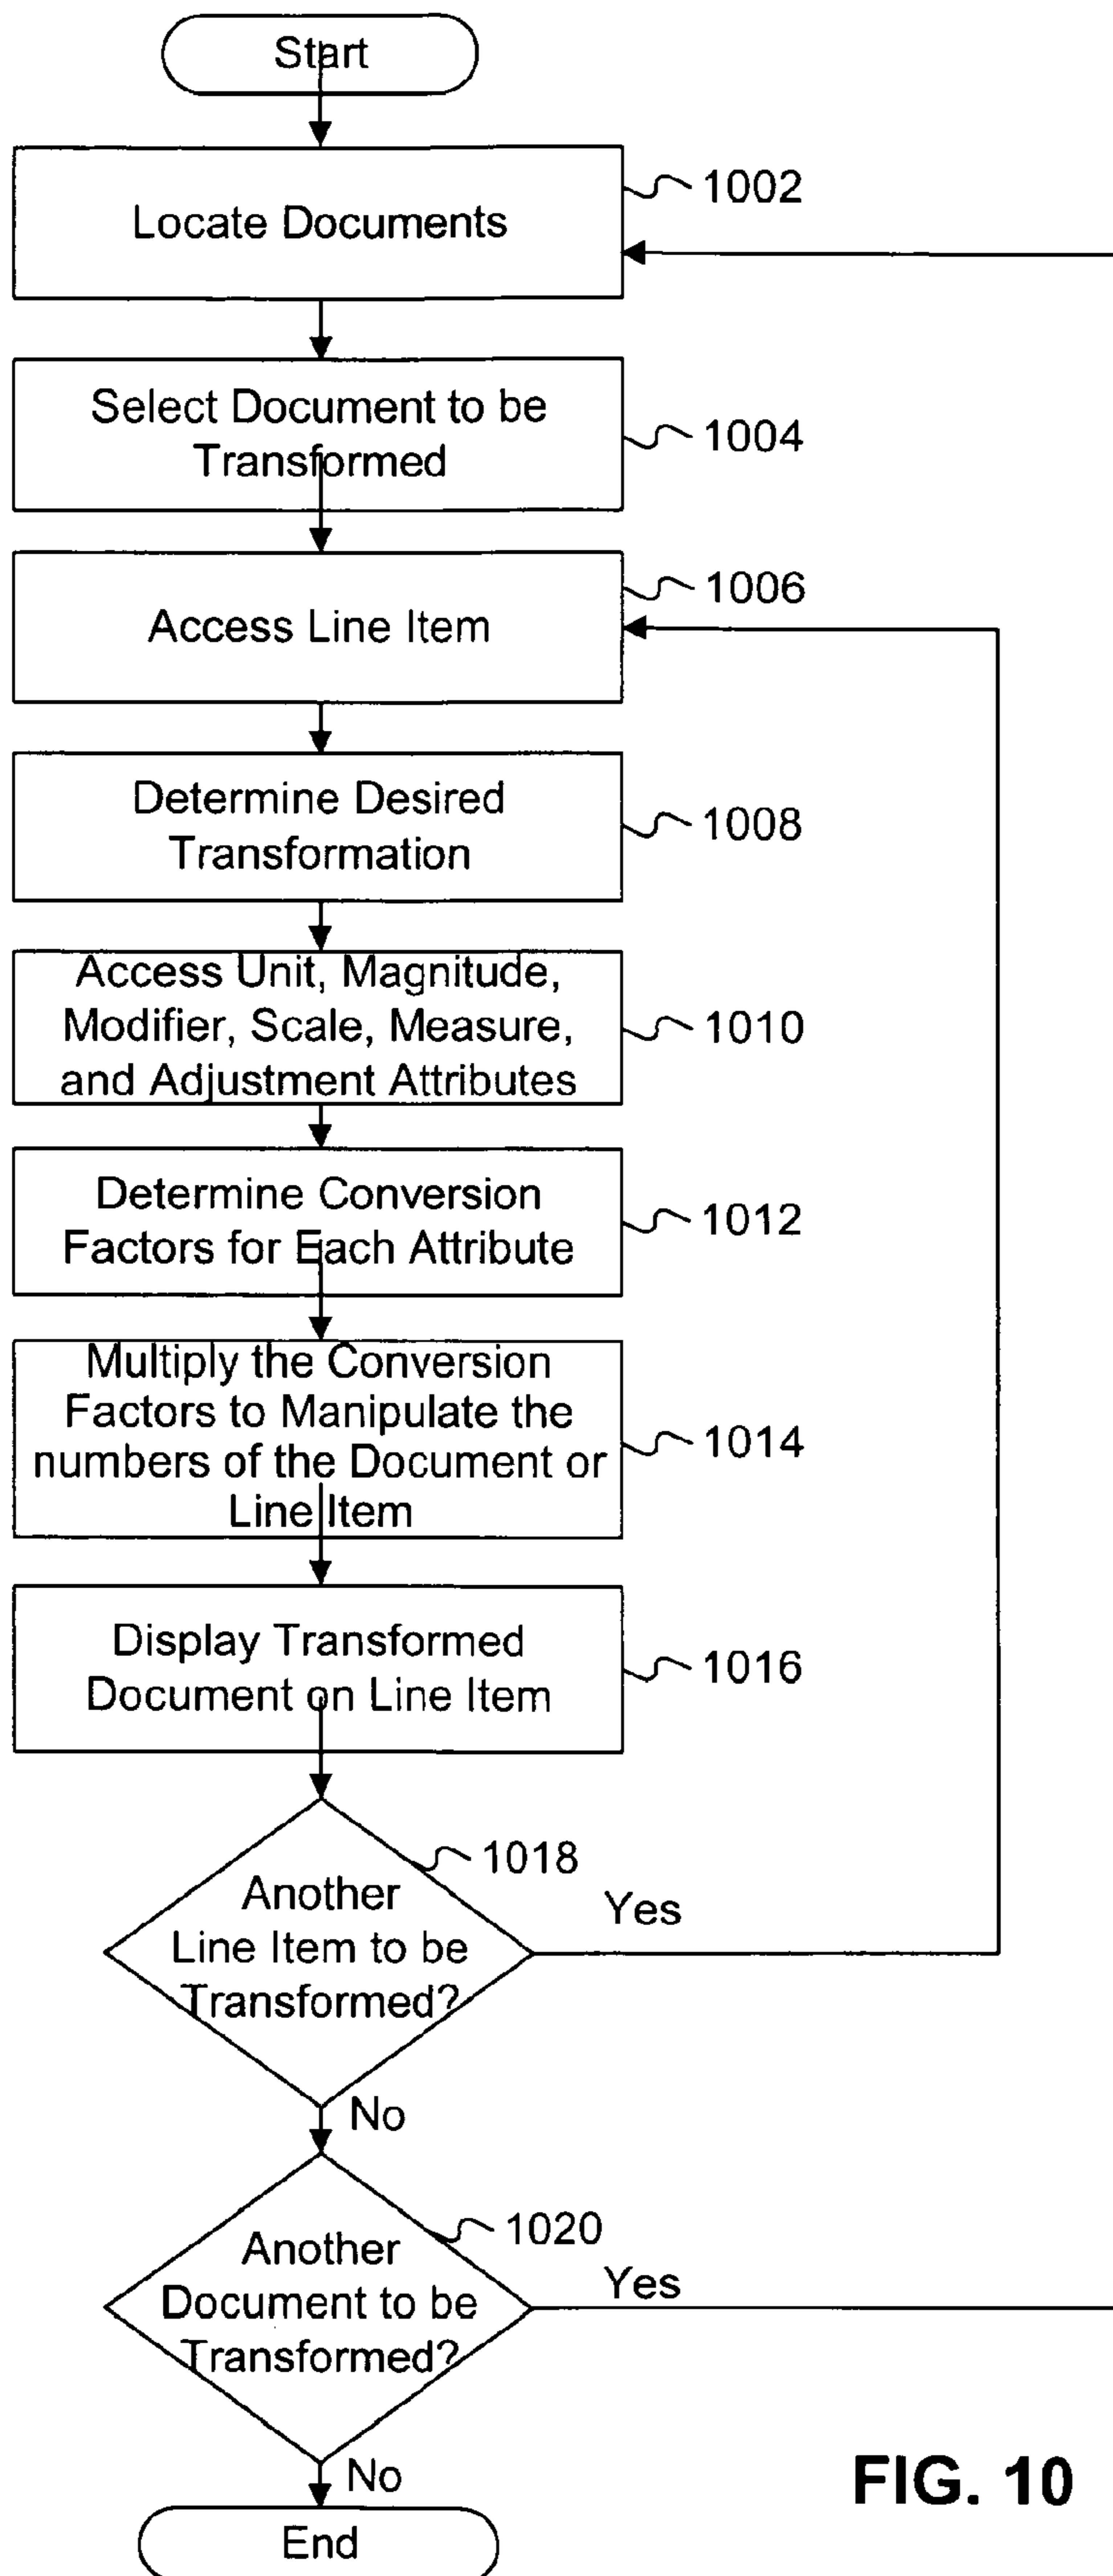 Start
Locate Documents
1002
Select Document to be
Transformed
1004
Access Line Item
1006
Determine Desired
Transformation
1008
Access Unit, Magnitude,
Modifier, Scale, Measure,
and Adjustment Attributes
1010
Determine Conversion
Factors for Each Attribute
1012
Multiply the Conversion
Factors to Manipulate the
numbers of the Document or
Line Item
1014
Display Transformed
Document on Line Item
1016
Another
Line Item to be
Transformed?
1018
Yes
No
Another
Document to be
Transformed?
1020
Yes
No
End
FIG. 10